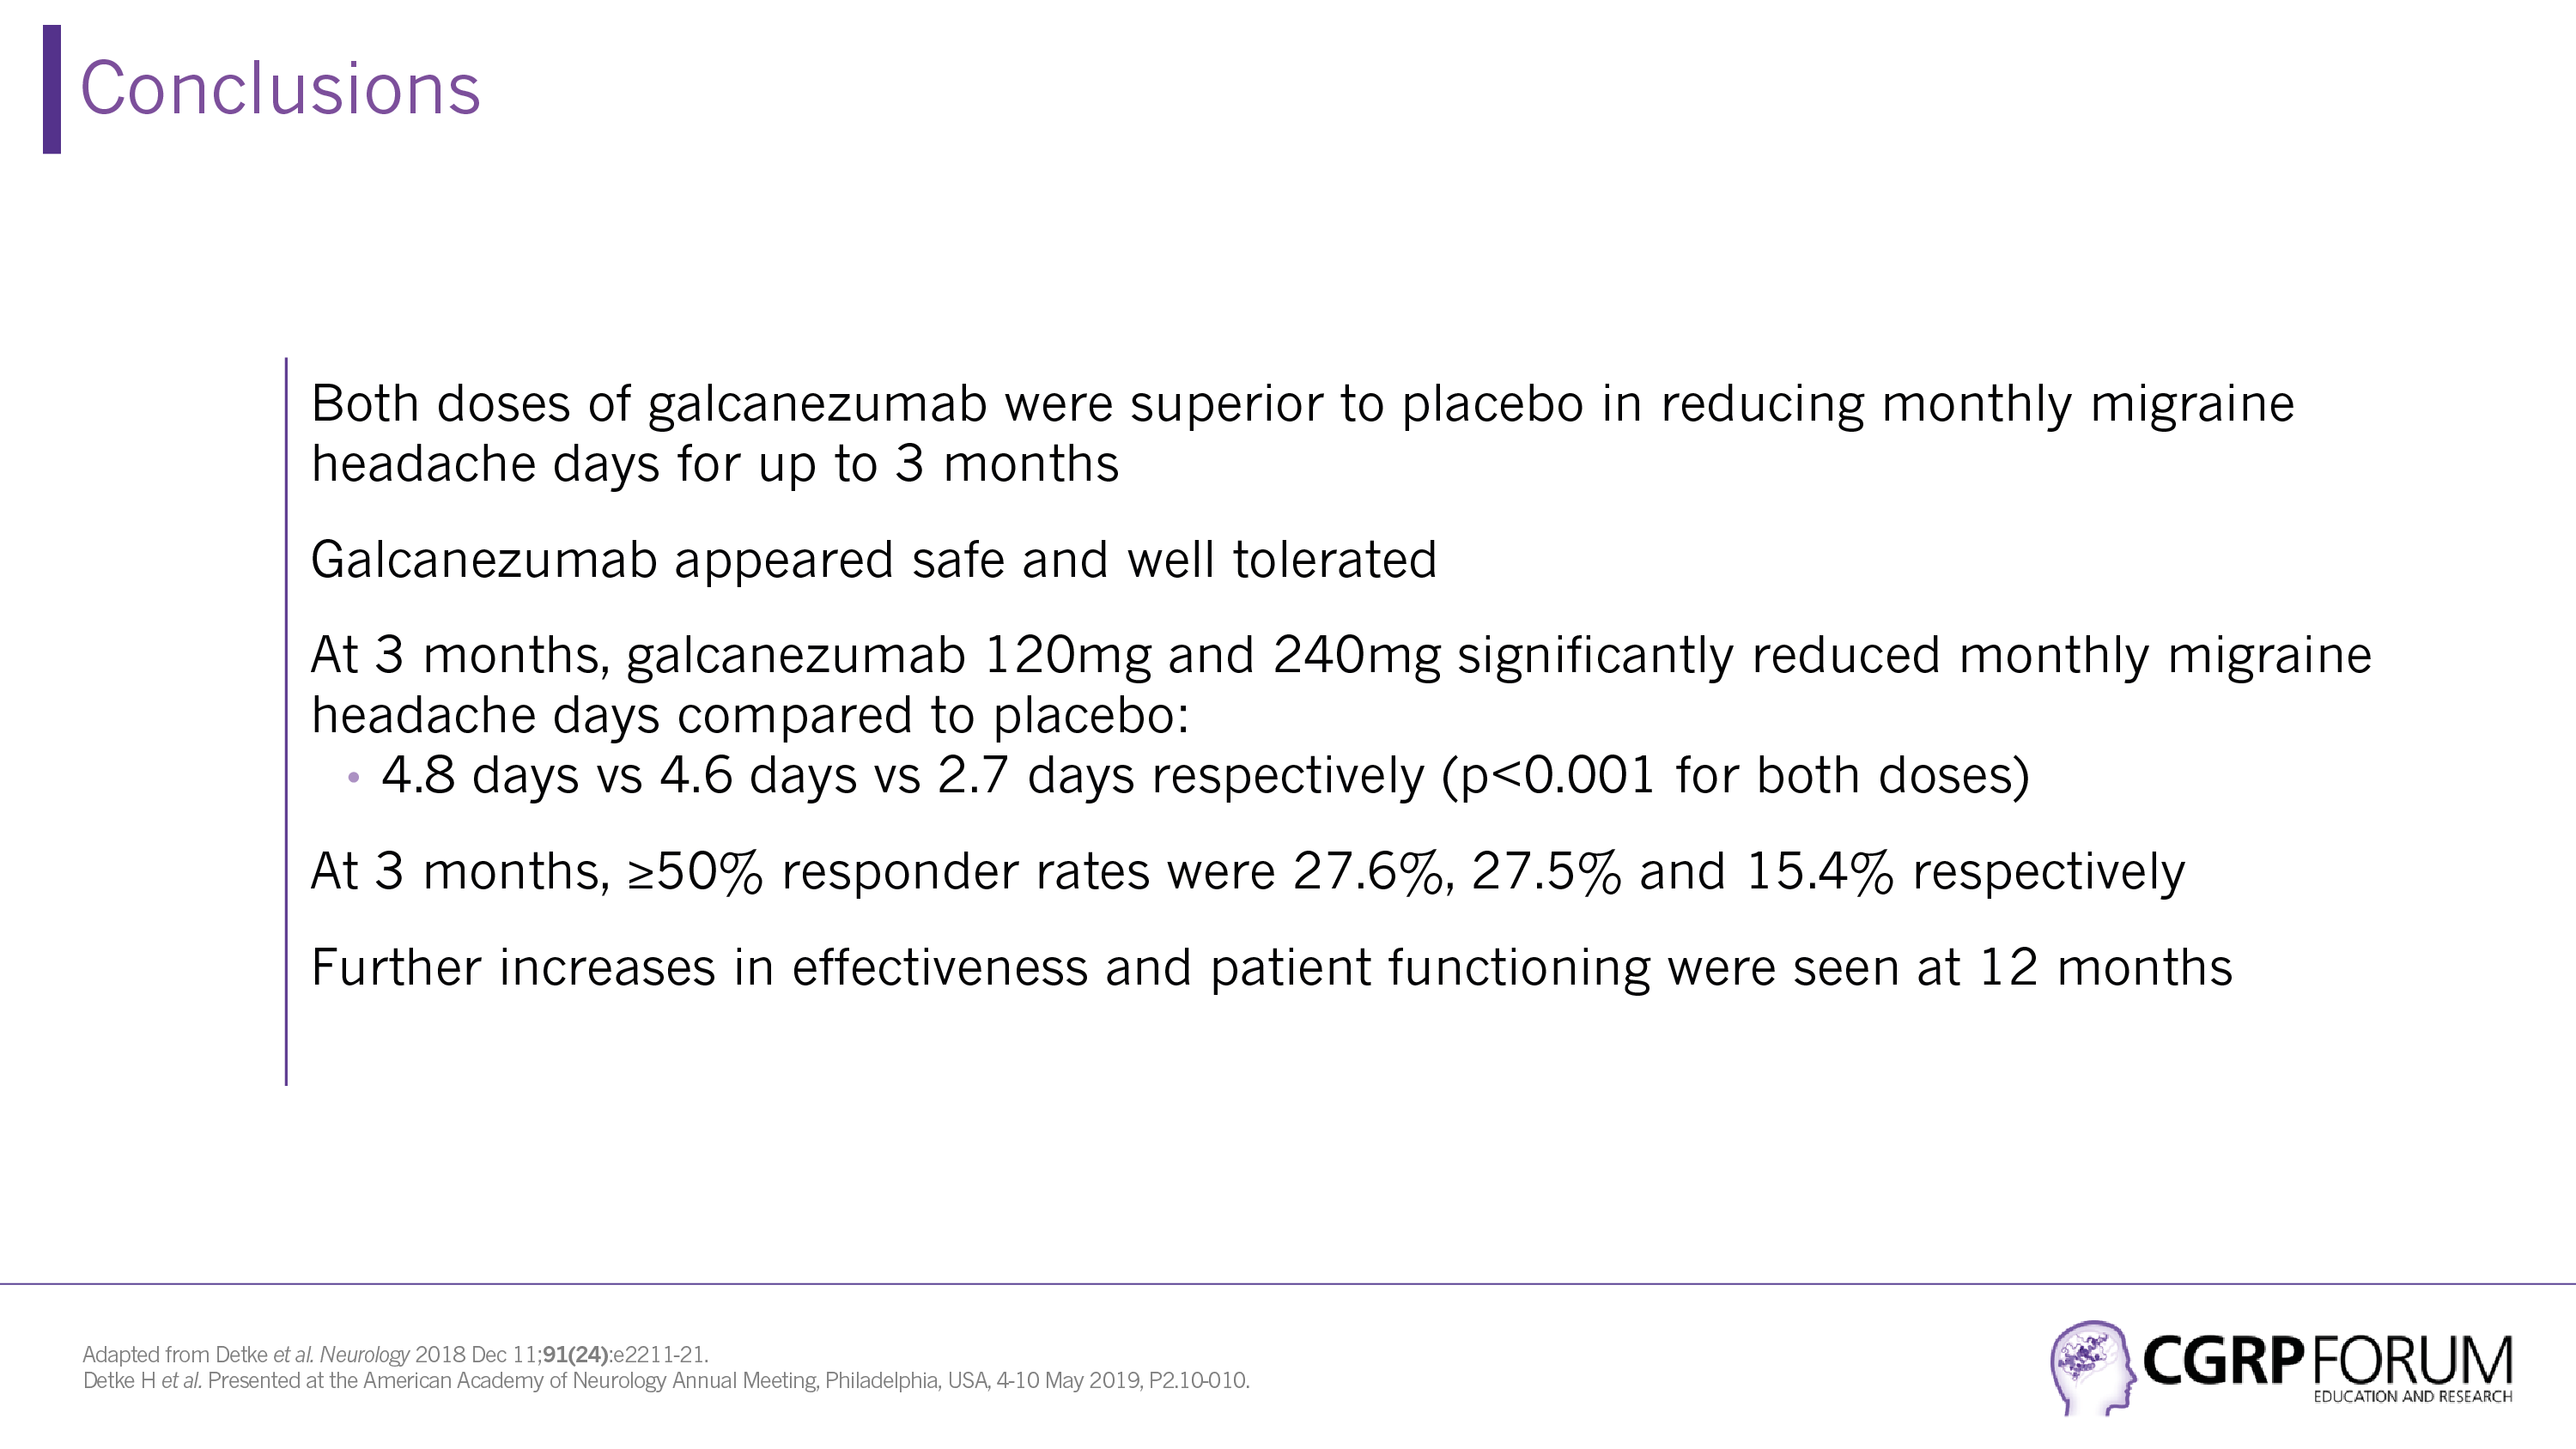 Conclusions
Both doses of galcanezumab were superior to placebo in reducing monthly migraine
headache days for up to 3 months
Galcanezumab appeared safe and well tolerated
At 3 months, galcanezumab 120mg and 240mg significantly reduced monthly migraine
headache days compared to placebo:
• 4.8 days vs 4.6 days vs 2.7 days respectively (p<0.001 for both doses)
At 3 months, ≥50% responder rates were 27.6%, 27.5% and 15.4% respectively
Further increases in effectiveness and patient functioning were seen at 12 months
Adapted from Detke et al. Neurology 2018 Dec 11;91(24):e2211-21.
Detke H et al. Presented at the American Academy of Neurology Annual Meeting, Philadelphia, USA, 4-10 May 2019, P2.10-010.
CGRP FORUM
EDUCATION AND RESEARCH